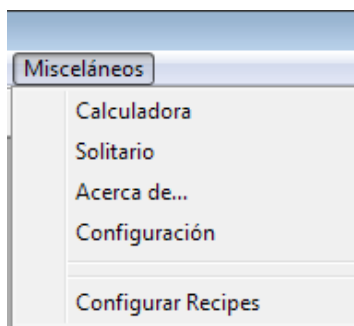 Misceláneos
Calculadora
Solitario
Acerca de...
Configuración
Configurar Recipes